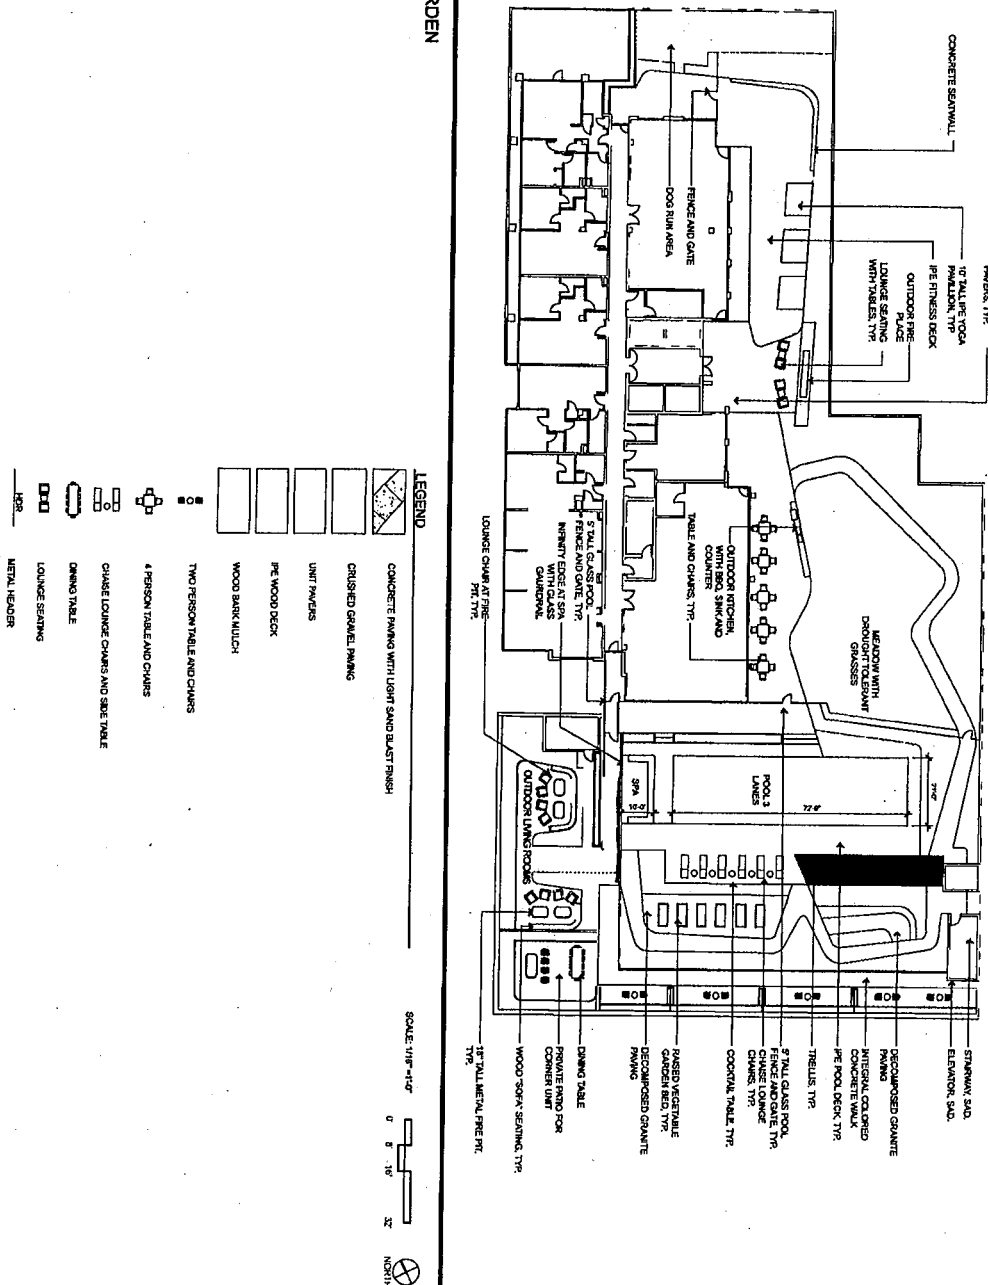 RDEN
CONCRETE SEATWALL
10' TALL IPE YOGA
PAVILLION, TYP
IPE FITNESS DECK
OUTDOOR FIRE
PLACE
LOUNGE SEATING
WITH TABLES, TYP.
FENCE AND GATE
DOG RUN AREA
MEADOW WITH
DROUGHT TOLERANT
GRASSES
OUTDOOR KITCHEN,
WITH BBQ, SINK AND
COUNTER
TABLE AND CHAIRS, TYP.
5' TALL GLASS POOL
FENCE AND GATE, TYP.
INFINITY EDGE AT SPA
WITH GLASS
GAURDRAIL
LOUNGE CHAIR AT FIRE
PIT, TYP.
POOL 3
LANES
SPA
10'-0"
OUTDOOR LIVING ROOMS
STAIRWAY, SAD.
ELEVATOR, SAD.
DECOMPOSED GRANITE
PAVING
INTEGRAL COLORED
CONCRETE WALK
IPE POOL DECK, TYP.
TRELLIS, TYP.
5' TALL GLASS POOL
FENCE AND GATE, TYP.
CHAISE LOUNGE
CHAIRS, TYP.
COCKTAIL TABLE, TYP.
RAISED VEGETABLE
GARDEN BED, TYP.
DECOMPOSED GRANITE
PAVING
DINING TABLE
PRIVATE PATIO FOR
CORNER UNIT
WOOD "SOFA" SEATING, TYP.
18" TALL METAL FIRE PIT,
TYP.
LEGEND
CONCRETE PAVING WITH LIGHT SAND BLAST FINISH
CRUSHED GRAVEL PAVING
UNIT PAVERS
IPE WOOD DECK
WOOD BARK MULCH
TWO PERSON TABLE AND CHAIRS
4 PERSON TABLE AND CHAIRS
CHAISE LOUNGE CHAIRS AND SIDE TABLE
DINING TABLE
LOUNGE SEATING
HDR
METAL HEADER
SCALE: 1/16" =1'-0"
0' 8' 16' 32'
NORTH